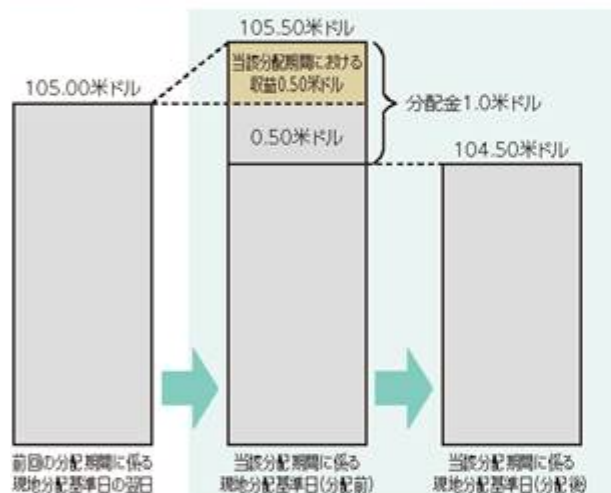 105.50米ドル
当該分配期間における
収益0.50米ドル
105.00米ドル
分配金1.0米ドル
0.50米ドル
104.50米ドル
前回の分配期間に係る
現地分配基準日の翌日
当該分配期間に係る
現地分配基準日(分配前)
当該分配期間に係る
現地分配基準日(分配後)